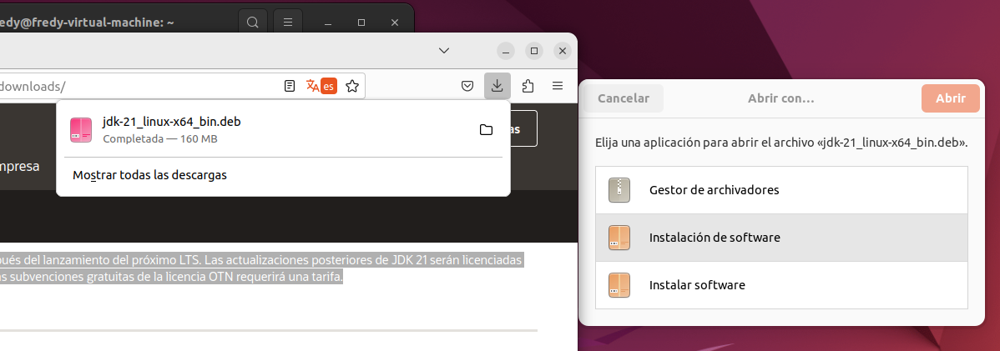 edy@fredy-virtual-machine: ~
downloads/
es
jdk-21_linux-x64_bin.deb
Completada — 160 MB
as
mpresa
Mostrar todas las descargas
pués del lanzamiento del próximo LTS. Las actualizaciones posteriores de JDK 21 serán licenciadas
as subvenciones gratuitas de la licencia OTN requerirá una tarifa.
Cancelar
Abrir con…
Abrir
Elija una aplicación para abrir el archivo «jdk-21_linux-x64_bin.deb».
Gestor de archivadores
Instalación de software
Instalar software